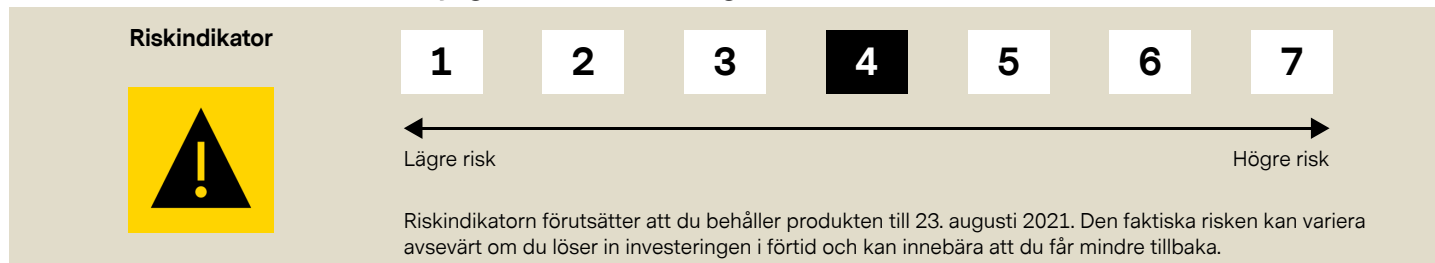 Riskindikator
1 2 3 4 5 6 7
Lägre risk Högre risk
Riskindikatorn förutsätter att du behåller produkten till 23. augusti 2021. Den faktiska risken kan variera
avsevärt om du löser in investeringen i förtid och kan innebära att du får mindre tillbaka.